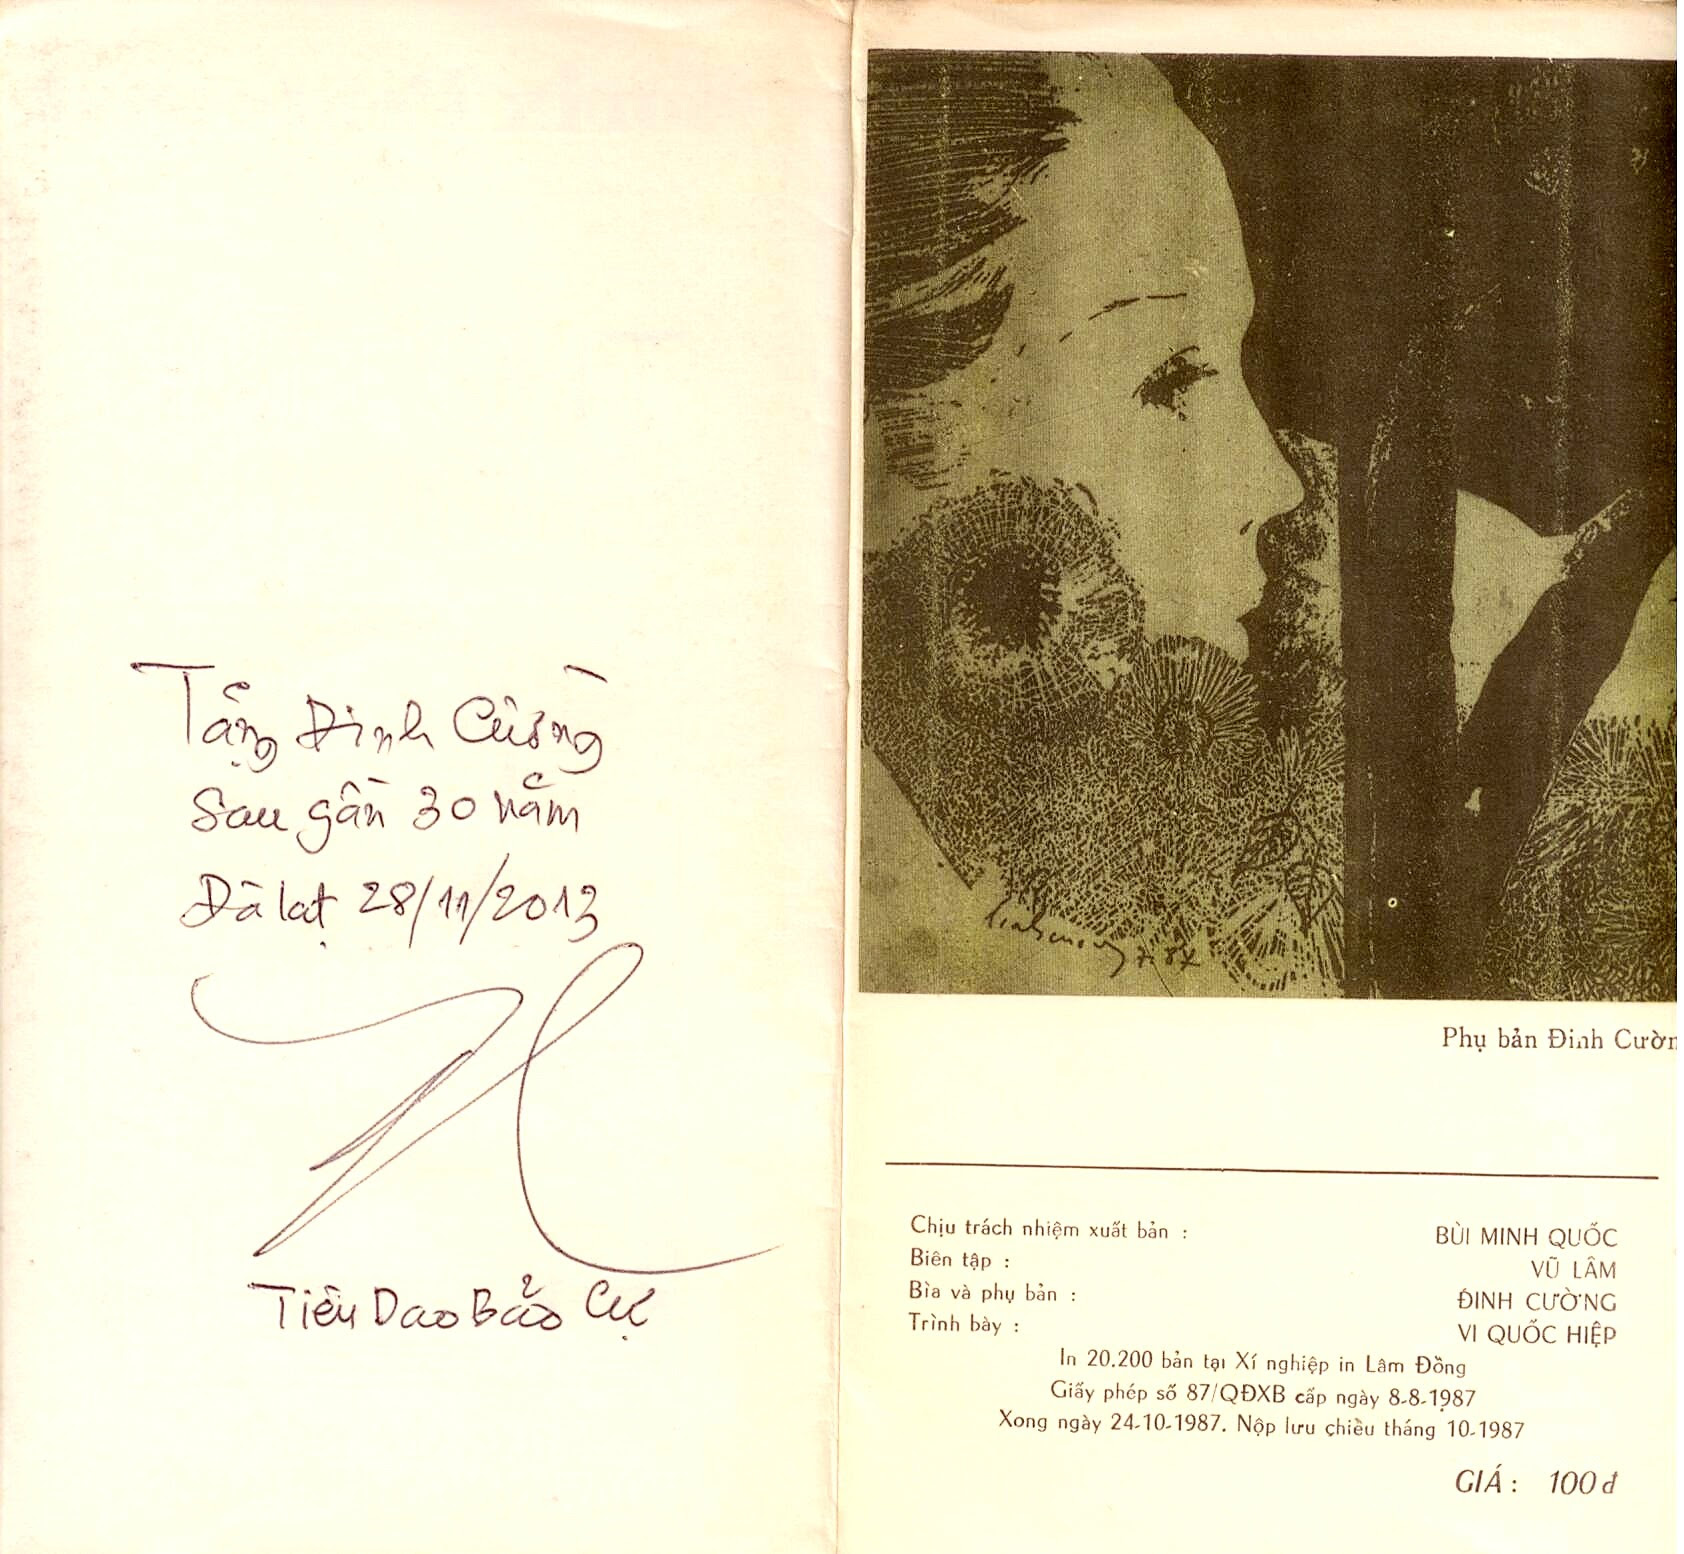 Tặng Đinh Cường
Sau gần 30 năm
Đà lạt 28/11/2013
Tiêu Dao Bảo Cự
Phụ bản Đinh Cườn
Chịu trách nhiệm xuất bản : BÙI MINH QUỐC
Biên tập : VŨ LÂM
Bìa và phụ bản : ĐINH CƯỜNG
Trình bày : VI QUỐC HIỆP
In 20.200 bản tại Xí nghiệp in Lâm Đồng
Giấy phép số 87/QĐXB cấp ngày 8-8-1987
Xong ngày 24-10-1987. Nộp lưu chiều tháng 10-1987
GIÁ : 100đ